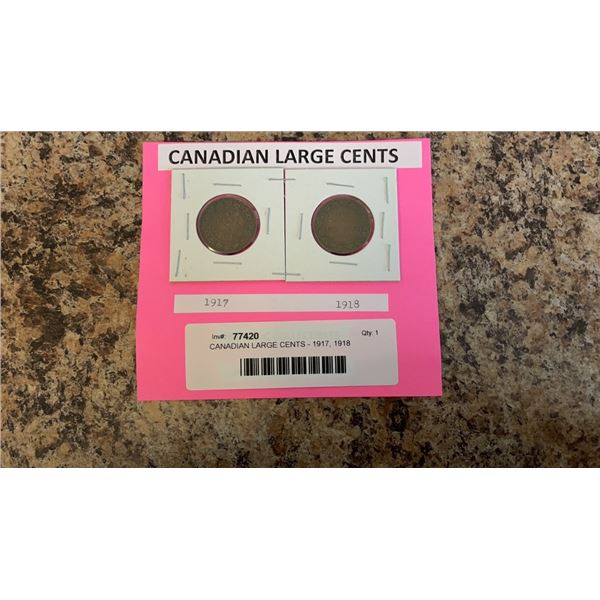 CANADIAN LARGE CENTS
1917 1918
Inv#: 77420 Qty: 1
CANADIAN LARGE CENTS - 1917, 1918